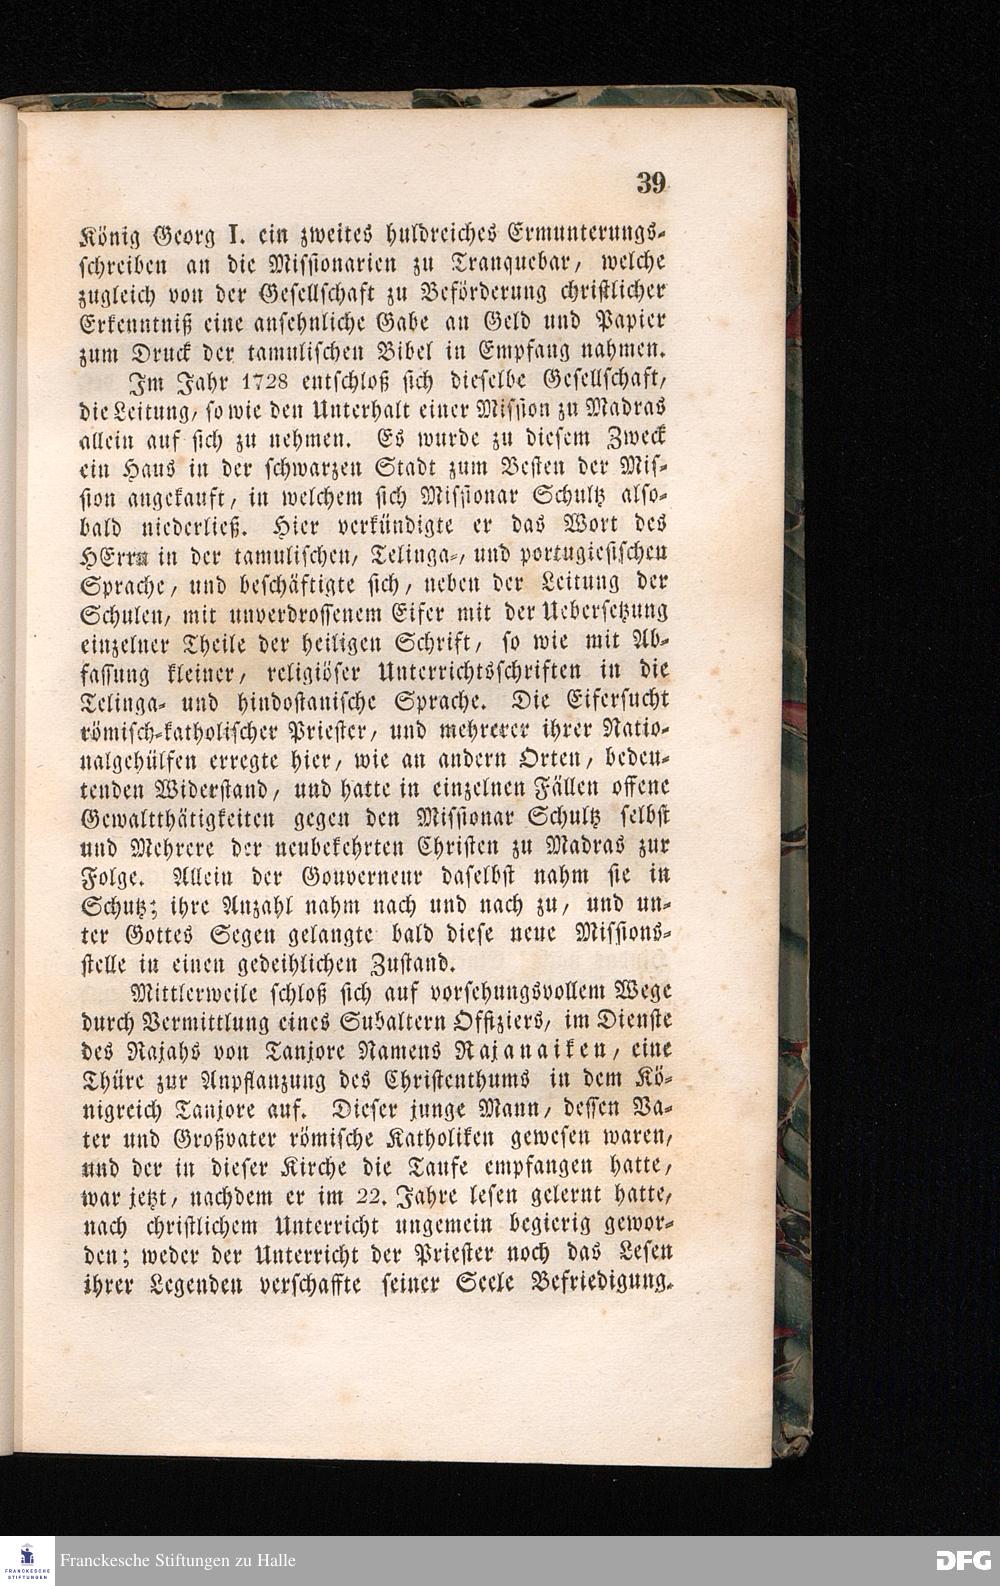 39
König Georg I. ein zweites huldreiches Ermunterungs-
schreiben an die Missionarien zu Tranquebar, welche
zugleich von der Gesellschaft zu Beförderung christlicher
Erkenntniß eine ansehnliche Gabe an Geld und Papier
zum Druck der tamulischen Bibel in Empfang nahmen.
Im Jahr 1728 entschloß sich dieselbe Gesellschaft,
die Leitung, so wie den Unterhalt einer Mission zu Madras
allein auf sich zu nehmen. Es wurde zu diesem Zweck
ein Haus in der schwarzen Stadt zum Besten der Mis-
sion angekauft, in welchem sich Missionar Schultz also-
bald niederließ. Hier verkündigte er das Wort des
HErrn in der tamulischen, Telinga-, und portugiesischen
Sprache, und beschäftigte sich, neben der Leitung der
Schulen, mit unverdrossenem Eifer mit der Uebersetzung
einzelner Theile der heiligen Schrift, so wie mit Ab-
fassung kleiner, religiöser Unterrichtsschriften in die
Telinga- und hindostanische Sprache. Die Eifersucht
römisch-katholischer Priester, und mehrerer ihrer Natio-
nalgehülfen erregte hier, wie an andern Orten, bedeu-
tenden Widerstand, und hatte in einzelnen Fällen offene
Gewaltthätigkeiten gegen den Missionar Schultz selbst
und Mehrere der neubekehrten Christen zu Madras zur
Folge. Allein der Gouverneur daselbst nahm sie in
Schutz; ihre Anzahl nahm nach und nach zu, und un-
ter Gottes Segen gelangte bald diese neue Missions-
stelle in einen gedeihlichen Zustand.
Mittlerweile schloß sich auf vorsehungsvollem Wege
durch Vermittlung eines Subaltern Offiziers, im Dienste
des Rajahs von Tanjore Namens Rajanaiken, eine
Thüre zur Anpflanzung des Christenthums in dem Kö-
nigreich Tanjore auf. Dieser junge Mann, dessen Va-
ter und Großvater römische Katholiken gewesen waren,
und der in dieser Kirche die Taufe empfangen hatte,
war jetzt, nachdem er im 22. Jahre lesen gelernt hatte,
nach christlichem Unterricht ungemein begierig gewor-
den; weder der Unterricht der Priester noch das Lesen
ihrer Legenden verschaffte seiner Seele Befriedigung.
FRANCKESCHE
STIFTUNGEN
Franckesche Stiftungen zu Halle
DFG